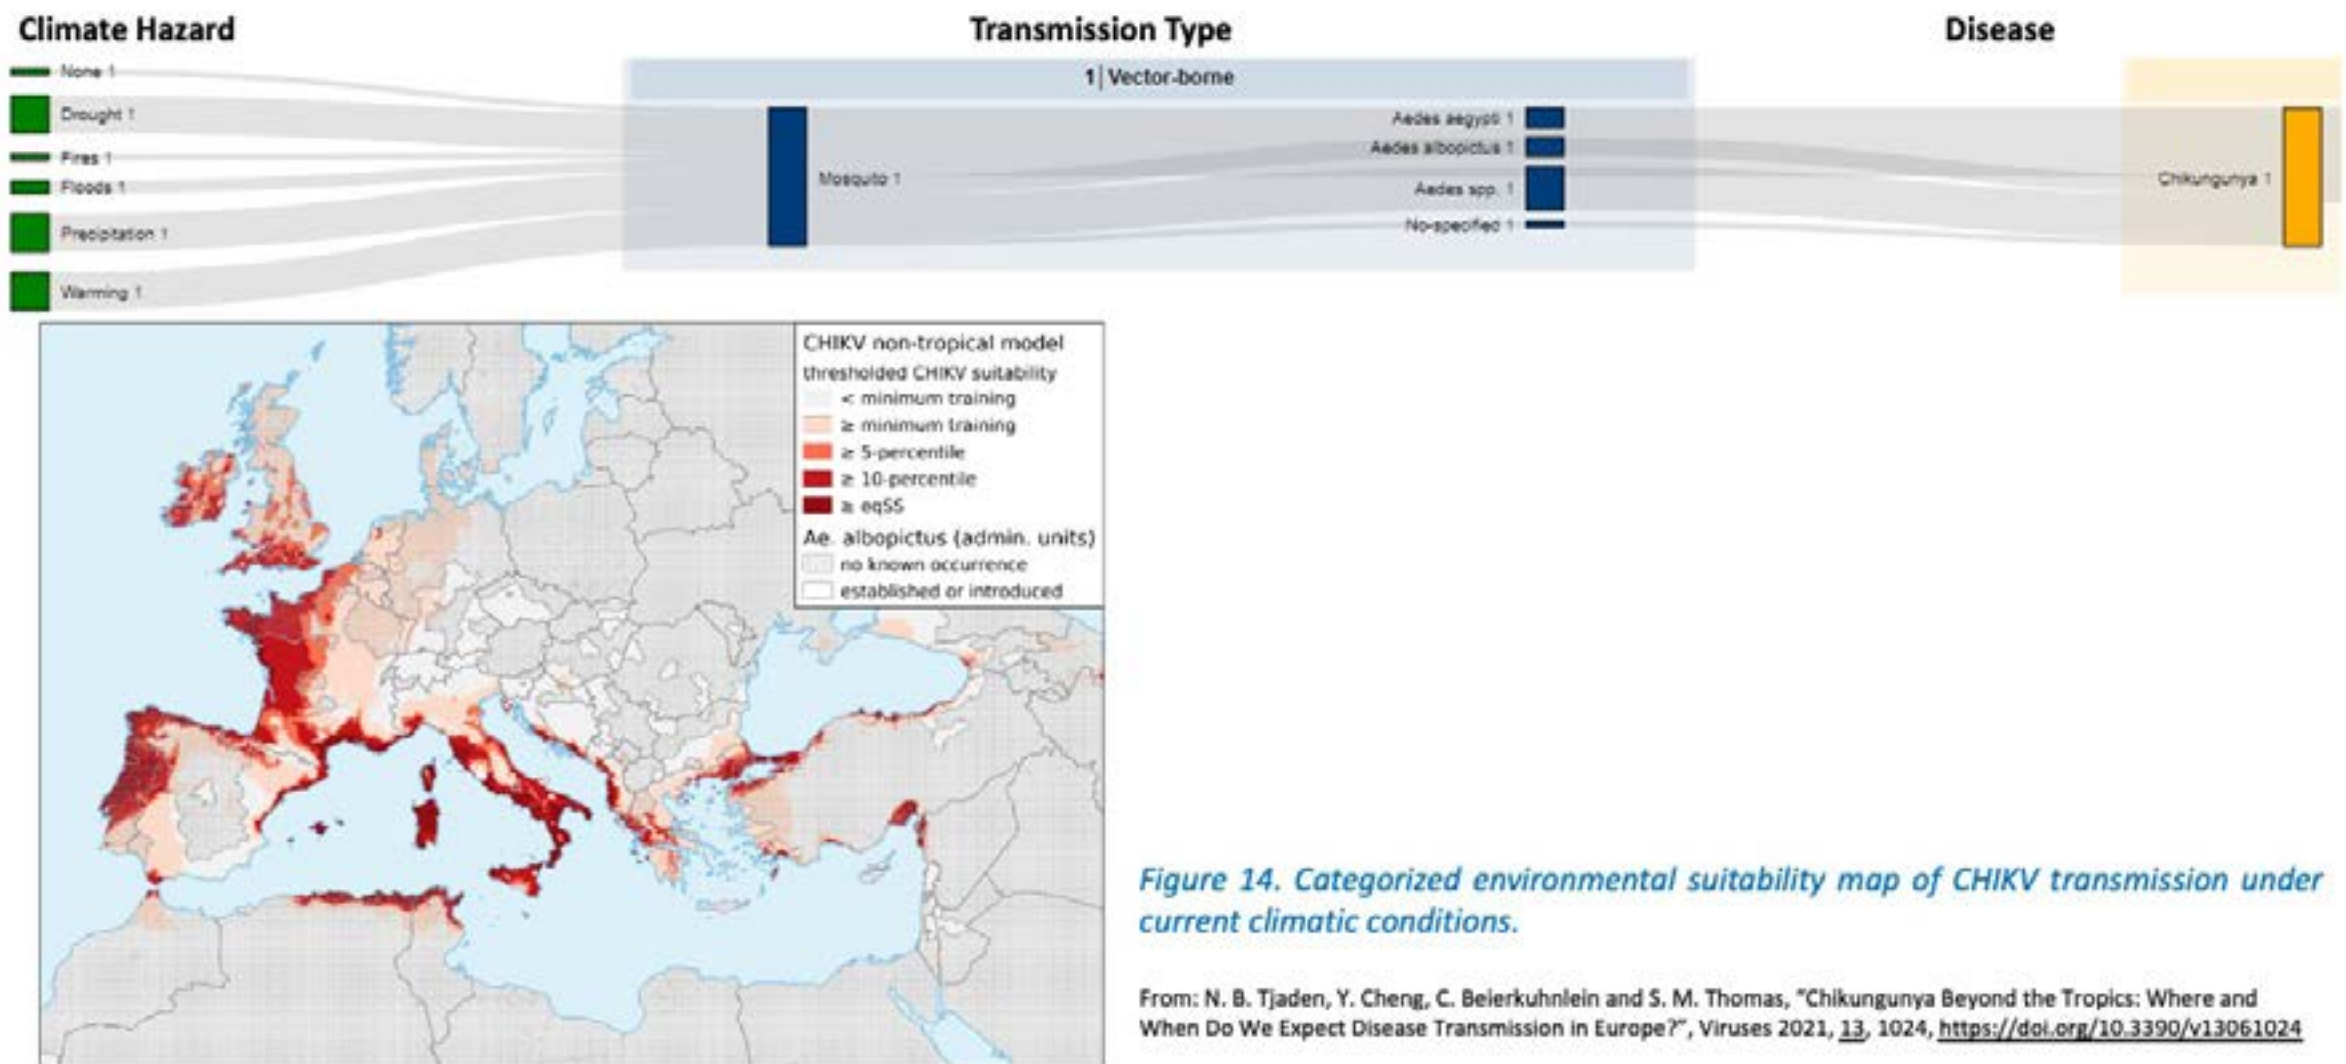 Climate Hazard
Transmission Type
Disease
None 1
Drought 1
Fires 1
Floods 1
Precipitation 1
Warming 1
1| Vector-borne
Mosquito 1
Aedes aegypti 1
Aedes albopictus 1
Aedes spp. 1
No-specified 1
Chikungunya 1
CHIKV non-tropical model
thresholded CHIKV suitability
< minimum training
≥ minimum training
≥ 5-percentile
≥ 10-percentile
≥ eqSS
Ae. albopictus (admin. units)
no known occurrence
established or introduced
Figure 14. Categorized environmental suitability map of CHIKV transmission under
current climatic conditions.
From: N. B. Tjaden, Y. Cheng, C. Beierkuhnlein and S. M. Thomas, "Chikungunya Beyond the Tropics: Where and
When Do We Expect Disease Transmission in Europe?", Viruses 2021, 13, 1024, https://doi.org/10.3390/v13061024